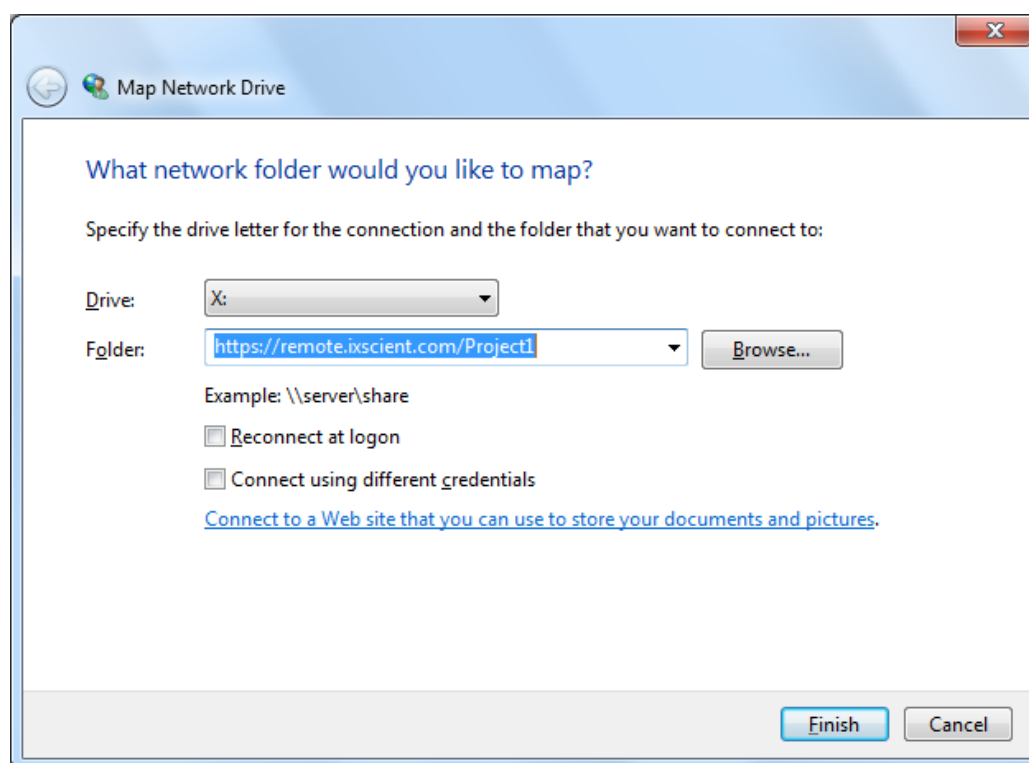 Map Network Drive
What network folder would you like to map?
Specify the drive letter for the connection and the folder that you want to connect to:
Drive: X:
Folder: https://remote.ixscient.com/Project1 Browse...
Example: \\server\share
Reconnect at logon
Connect using different credentials
Connect to a Web site that you can use to store your documents and pictures.
Finish Cancel